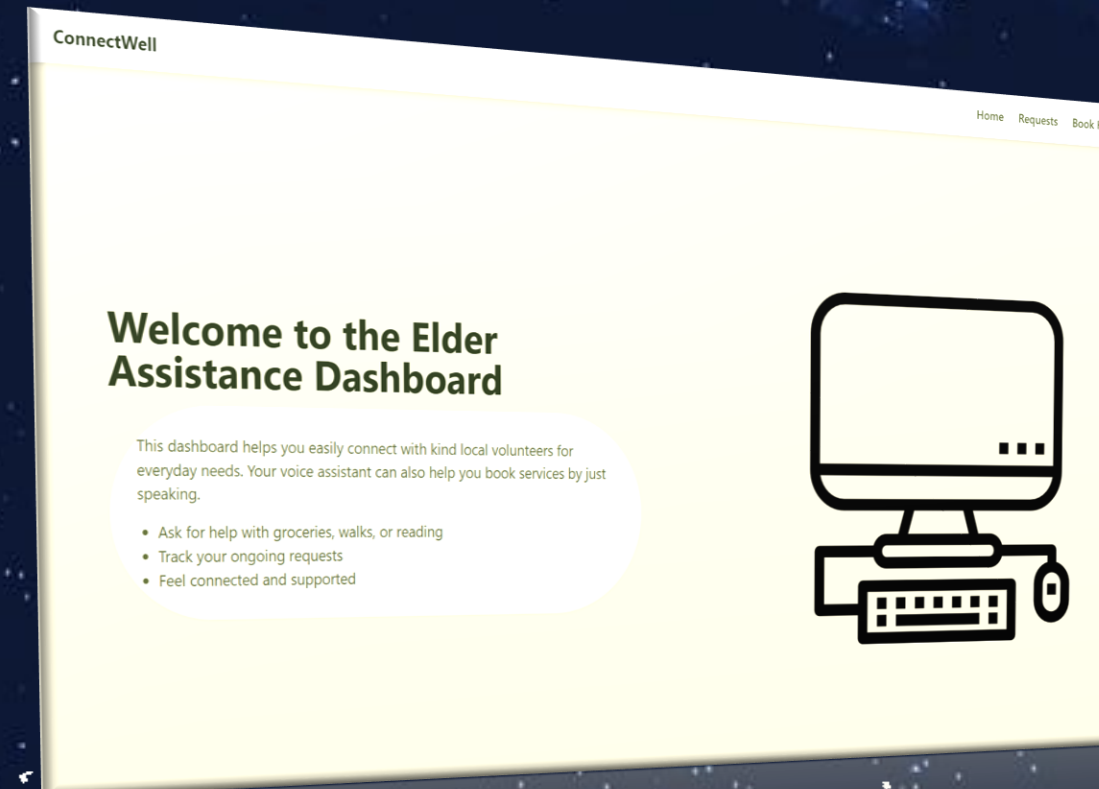 ConnectWell
Home Requests Book
Welcome to the Elder
Assistance Dashboard
This dashboard helps you easily connect with kind local volunteers for
everyday needs. Your voice assistant can also help you book services by just
speaking.
• Ask for help with groceries, walks, or reading
• Track your ongoing requests
• Feel connected and supported